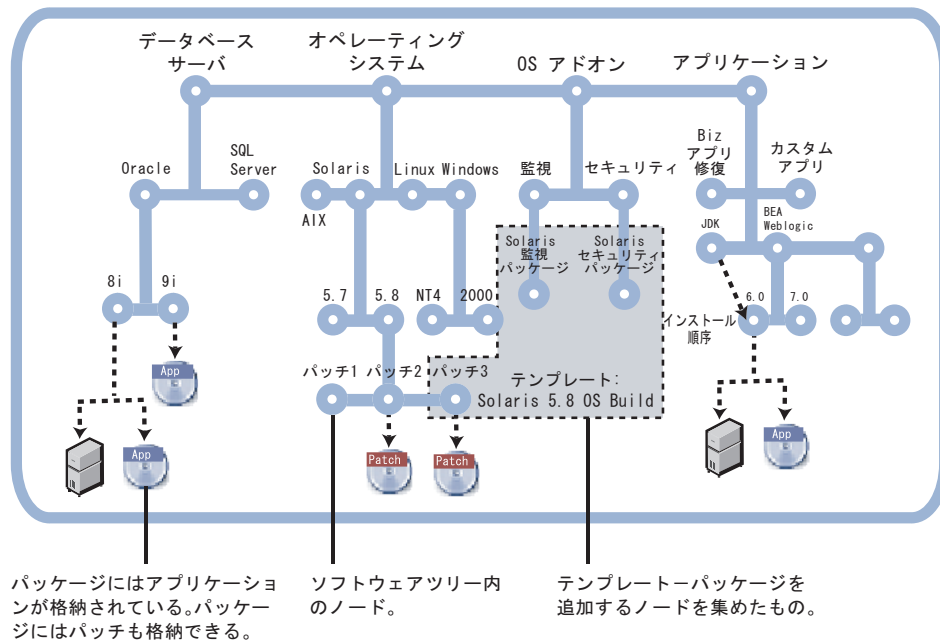 データベース
サーバ
オペレーティング
システム
OS アドオン
アプリケーション
Oracle
SQL
Server
Solaris
Linux
Windows
AIX
監視
セキュリティ
Biz
アプリ
修復
カスタム
アプリ
JDK
BEA
Weblogic
Solaris
監視
パッケージ
Solaris
セキュリティ
パッケージ
8i
9i
5.7
5.8
NT4
2000
6.0
7.0
インストール
順序
App
パッチ1
パッチ2
パッチ3
テンプレート:
Solaris 5.8 OS Build
App
Patch
Patch
App
パッケージにはアプリケーショ
ンが格納されている。パッケー
ジにはパッチも格納できる。
ソフトウェアツリー内
のノード。
テンプレート－パッケージを
追加するノードを集めたもの。